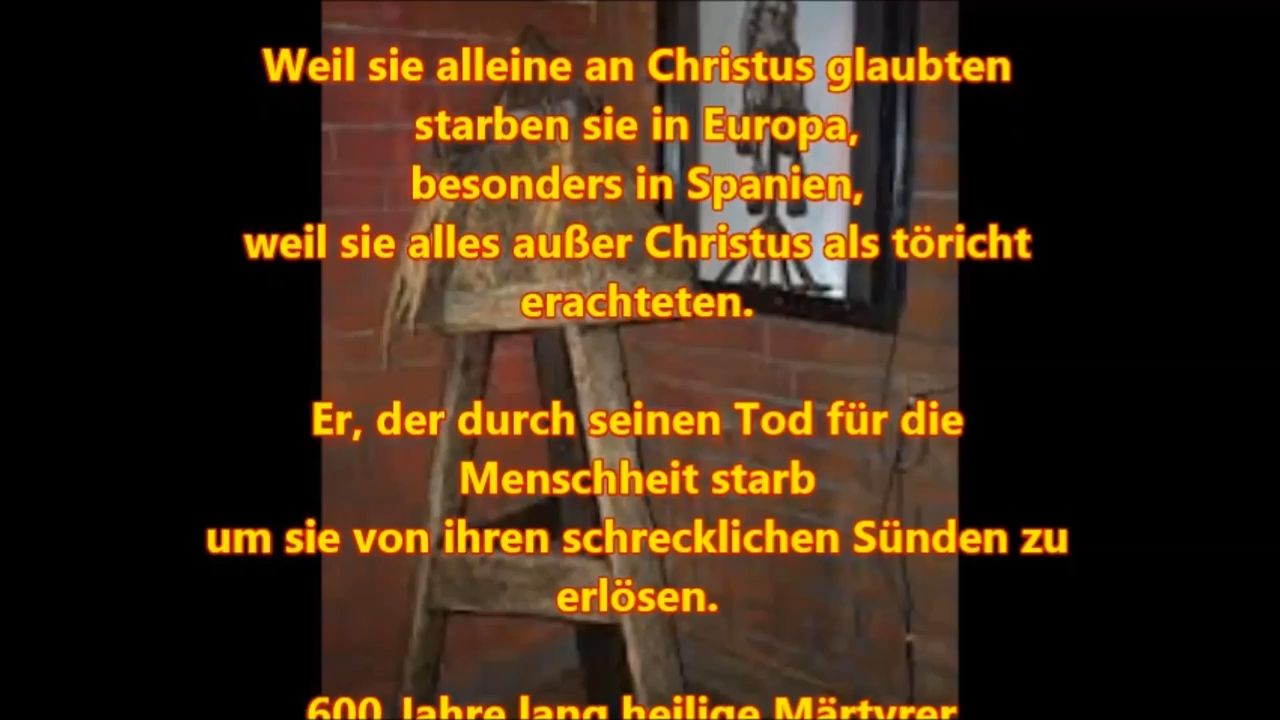 Weil sie alleine an Christus glaubten
starben sie in Europa,
besonders in Spanien,
weil sie alles außer Christus als töricht
erachteten.
Er, der durch seinen Tod für die
Menschheit starb
um sie von ihren schrecklichen Sünden zu
erlösen.
600 Jahre lang heilige Märtyrer